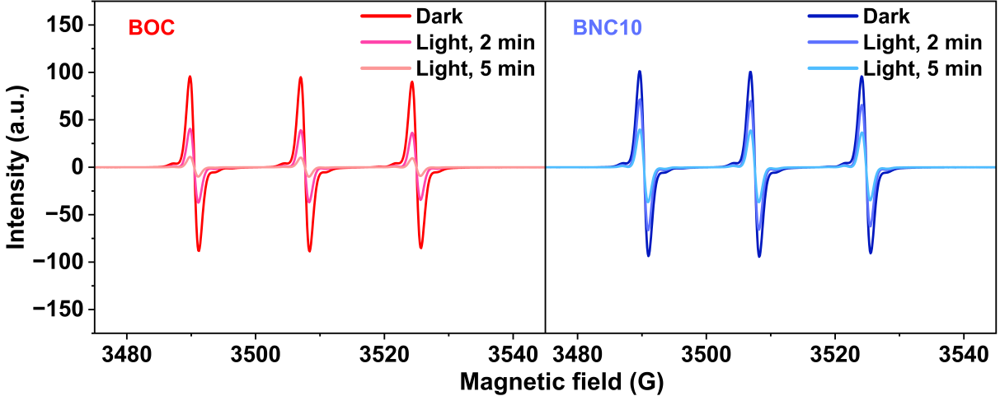 Intensity (a.u.)
150
100
50
0
−50
−100
−150
BOC
Dark
Light, 2 min
Light, 5 min
BNC10
Dark
Light, 2 min
Light, 5 min
3480 3500 3520 3540 3480 3500 3520 3540
Magnetic field (G)